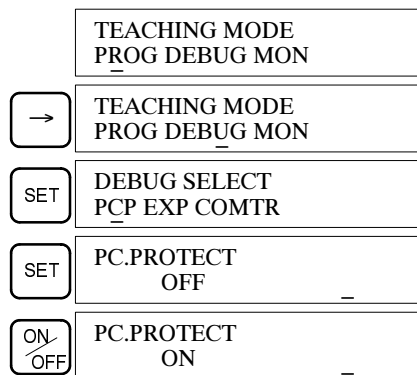 TEACHING MODE
PROG DEBUG MON
→ TEACHING MODE
PROG DEBUG MON
SET DEBUG SELECT
PCP EXP COMTR
SET PC.PROTECT
OFF
ON/OFF PC.PROTECT
ON